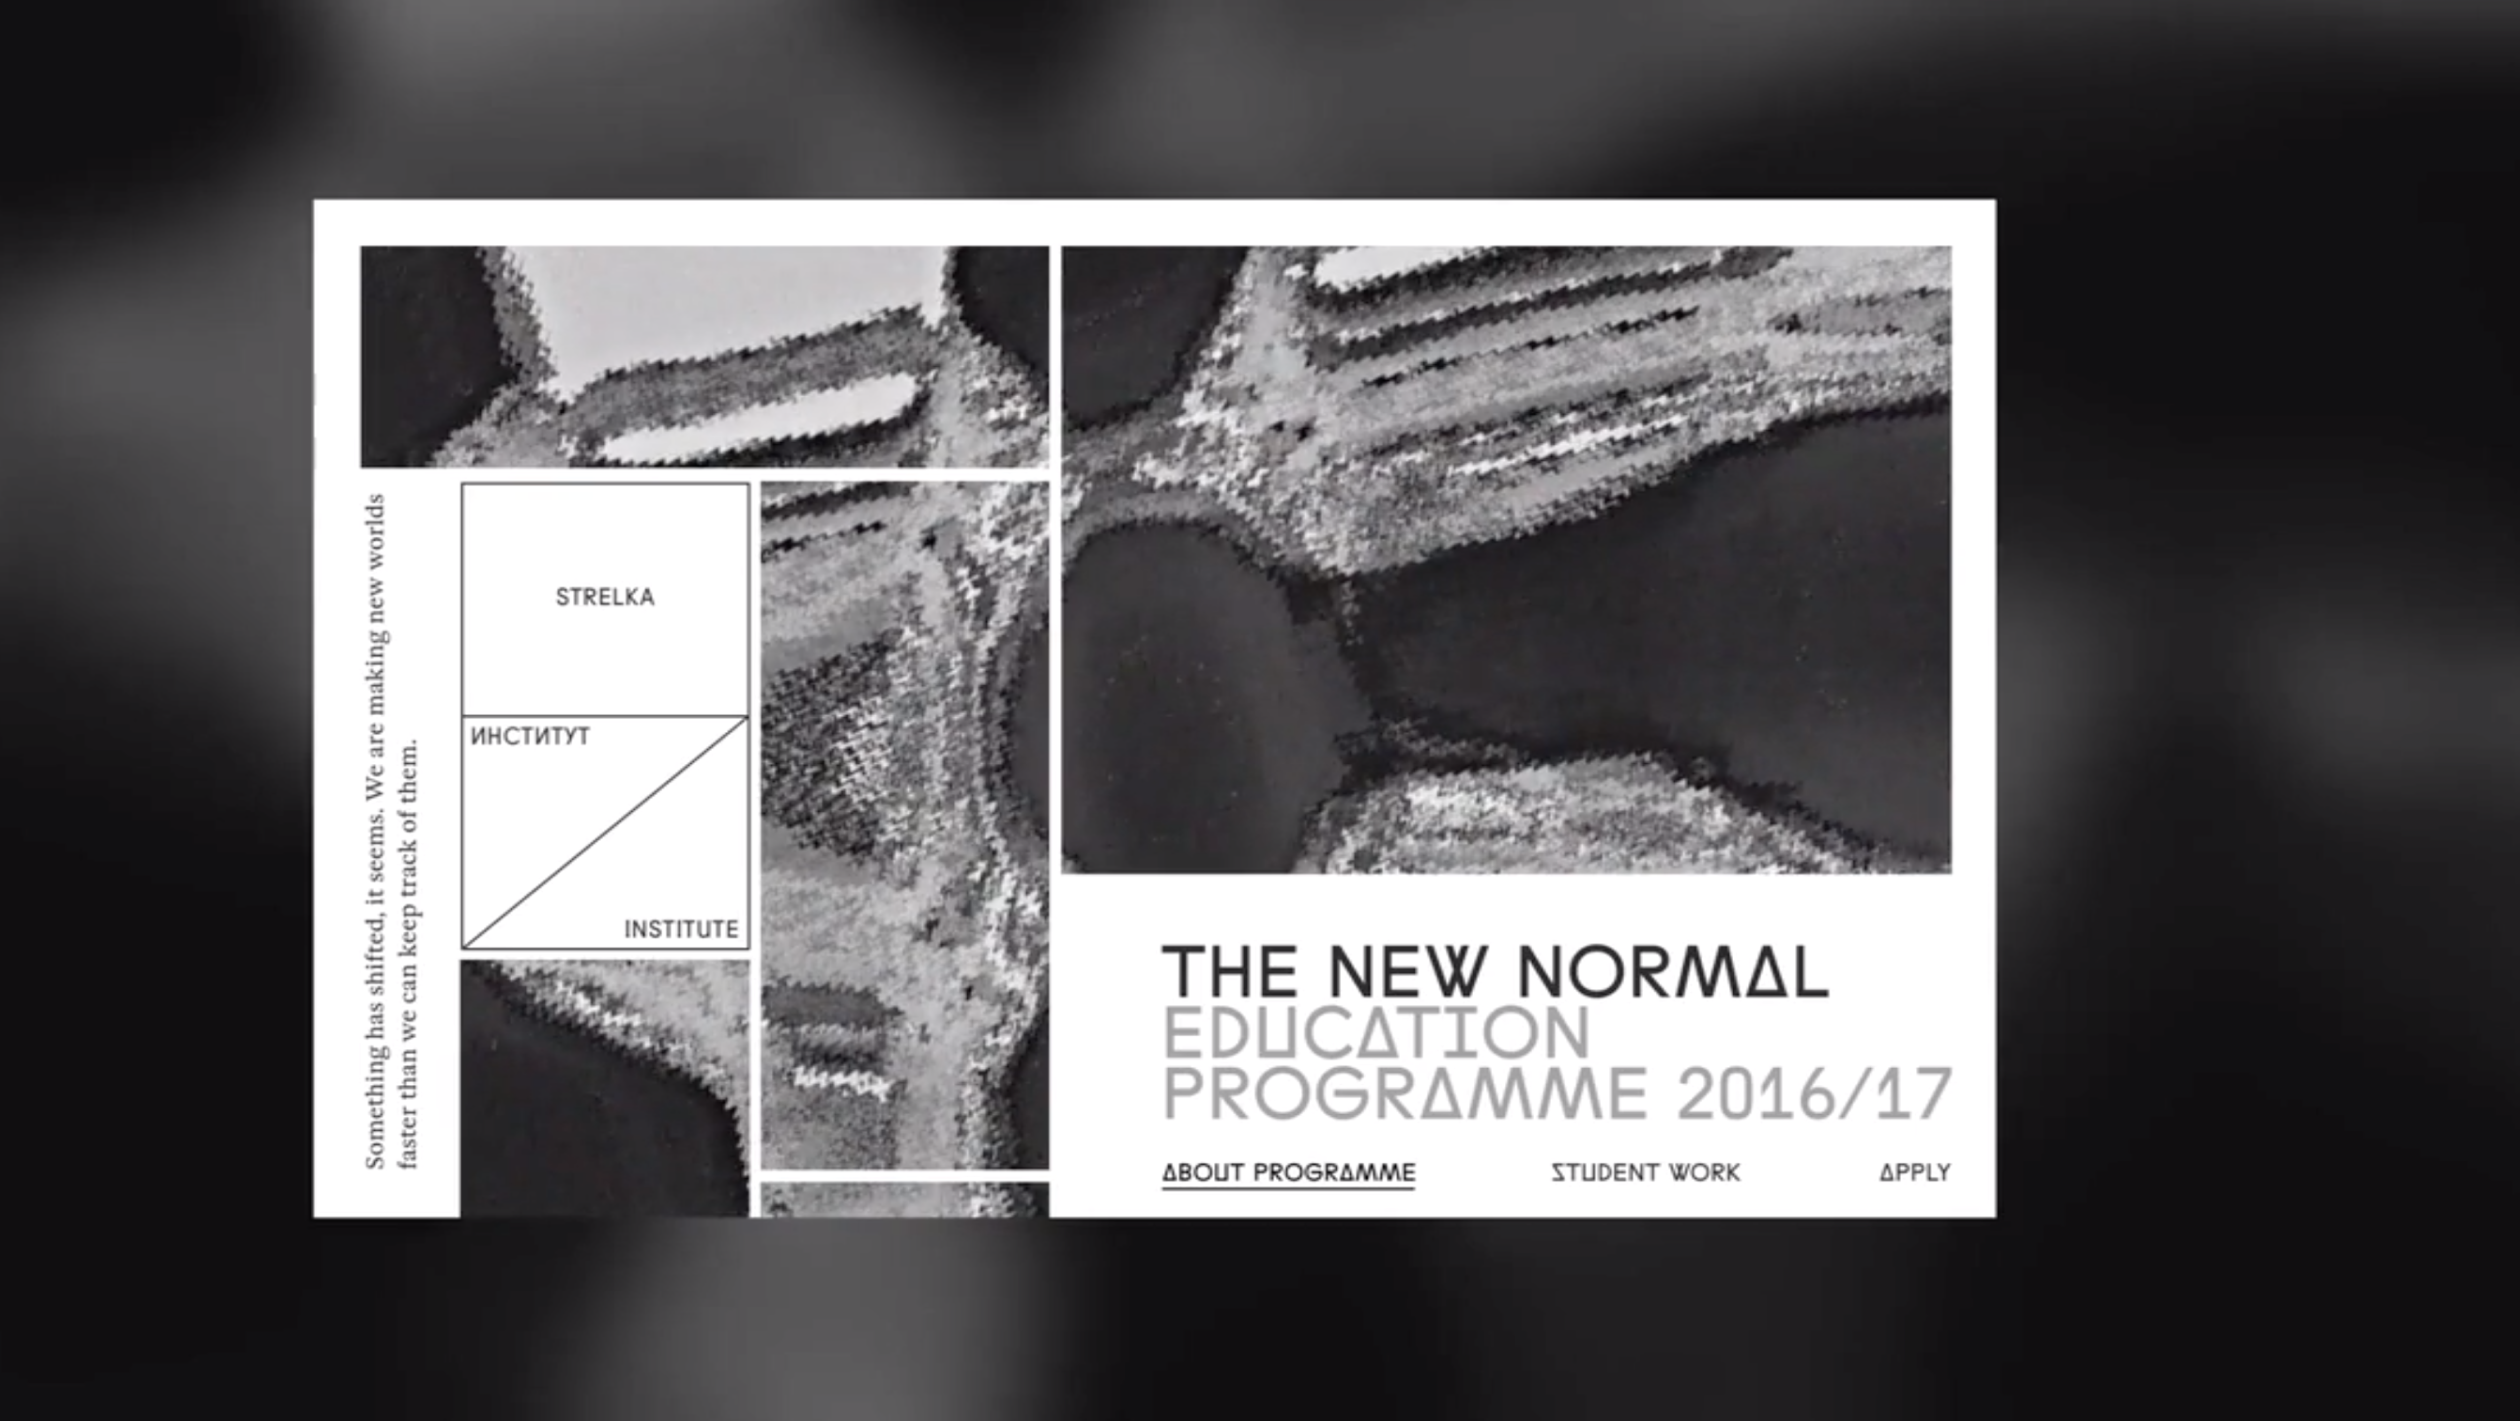 Something has shifted, it seems. We are making new worlds
faster than we can keep track of them.
STRELKA
ИНСТИТУТ
INSTITUTE
THE NEW NORMAL
EDUCATION
PROGRAMME 2016/17
ABOUT PROGRAMME
STUDENT WORK
APPLY